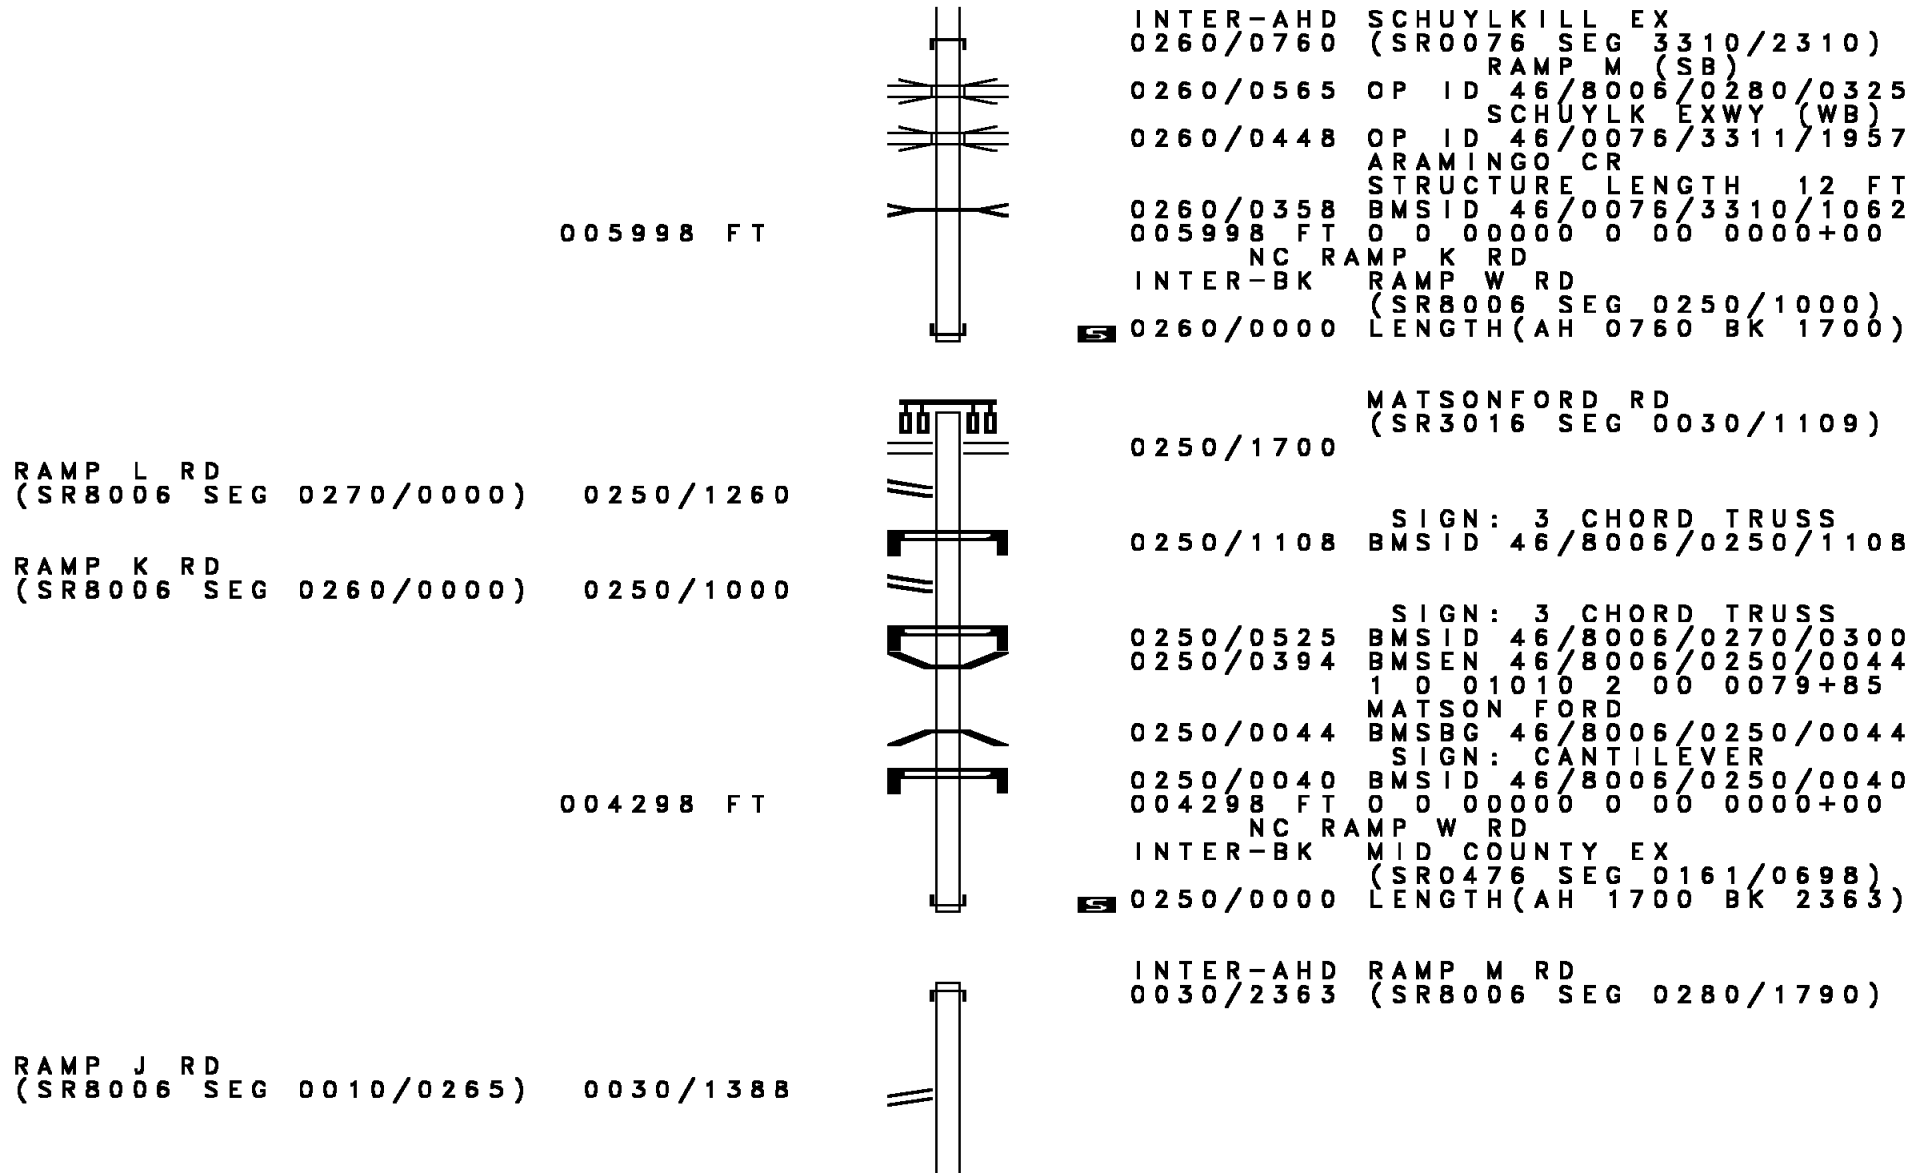 INTER-AHD SCHUYLKILL EX
0260/0760 (SR0076 SEG 3310/2310)
RAMP M (SB)
0260/0565 OP ID 46/8006/0280/0325
SCHUYLK EXWY (WB)
0260/0448 OP ID 46/0076/3311/1957
ARAMINGO CR
STRUCTURE LENGTH 12 FT
0260/0358 BMSID 46/0076/3310/1062
005998 FT 005998 FT 0 0 00000 0 00 0000+00
NC RAMP K RD
INTER-BK RAMP W RD
(SR8006 SEG 0250/1000)
S 0260/0000 LENGTH(AH 0760 BK 1700)
MATSONFORD RD
(SR3016 SEG 0030/1109)
0250/1700
RAMP L RD
(SR8006 SEG 0270/0000) 0250/1260
SIGN: 3 CHORD TRUSS
0250/1108 BMSID 46/8006/0250/1108
RAMP K RD
(SR8006 SEG 0260/0000) 0250/1000
SIGN: 3 CHORD TRUSS
0250/0525 BMSID 46/8006/0270/0300
0250/0394 BMSEN 46/8006/0250/0044
1 0 01010 2 00 0079+85
MATSON FORD
0250/0044 BMSBG 46/8006/0250/0044
SIGN: CANTILEVER
0250/0040 BMSID 46/8006/0250/0040
004298 FT 004298 FT 0 0 00000 0 00 0000+00
NC RAMP W RD
INTER-BK MID COUNTY EX
(SR0476 SEG 0161/0698)
S 0250/0000 LENGTH(AH 1700 BK 2363)
INTER-AHD RAMP M RD
0030/2363 (SR8006 SEG 0280/1790)
RAMP J RD
(SR8006 SEG 0010/0265) 0030/1388